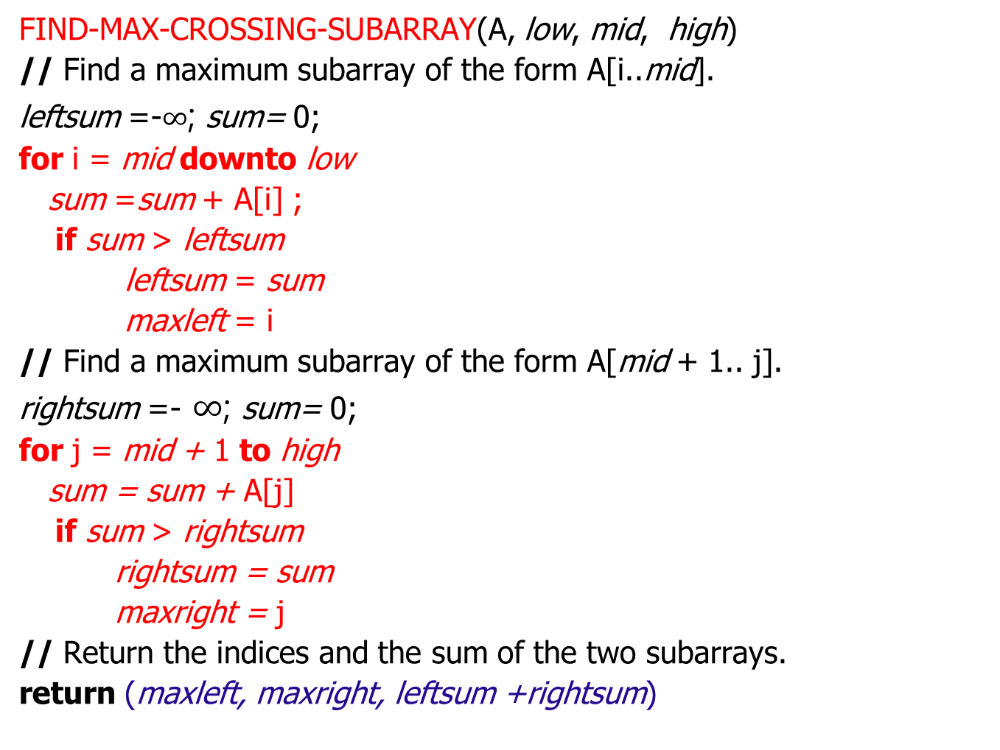 FIND-MAX-CROSSING-SUBARRAY(A, low, mid,  high)
// Find a maximum subarray of the form A[i..mid].
leftsum =-∞; sum= 0;
for i = mid downto low
sum =sum + A[i] ;
if sum > leftsum
leftsum = sum
maxleft = i
// Find a maximum subarray of the form A[mid + 1.. j].
rightsum =- ∞; sum= 0;
for j = mid + 1 to high
sum = sum + A[j]
if sum > rightsum
rightsum = sum
maxright = j
// Return the indices and the sum of the two subarrays.
return (maxleft, maxright, leftsum +rightsum)